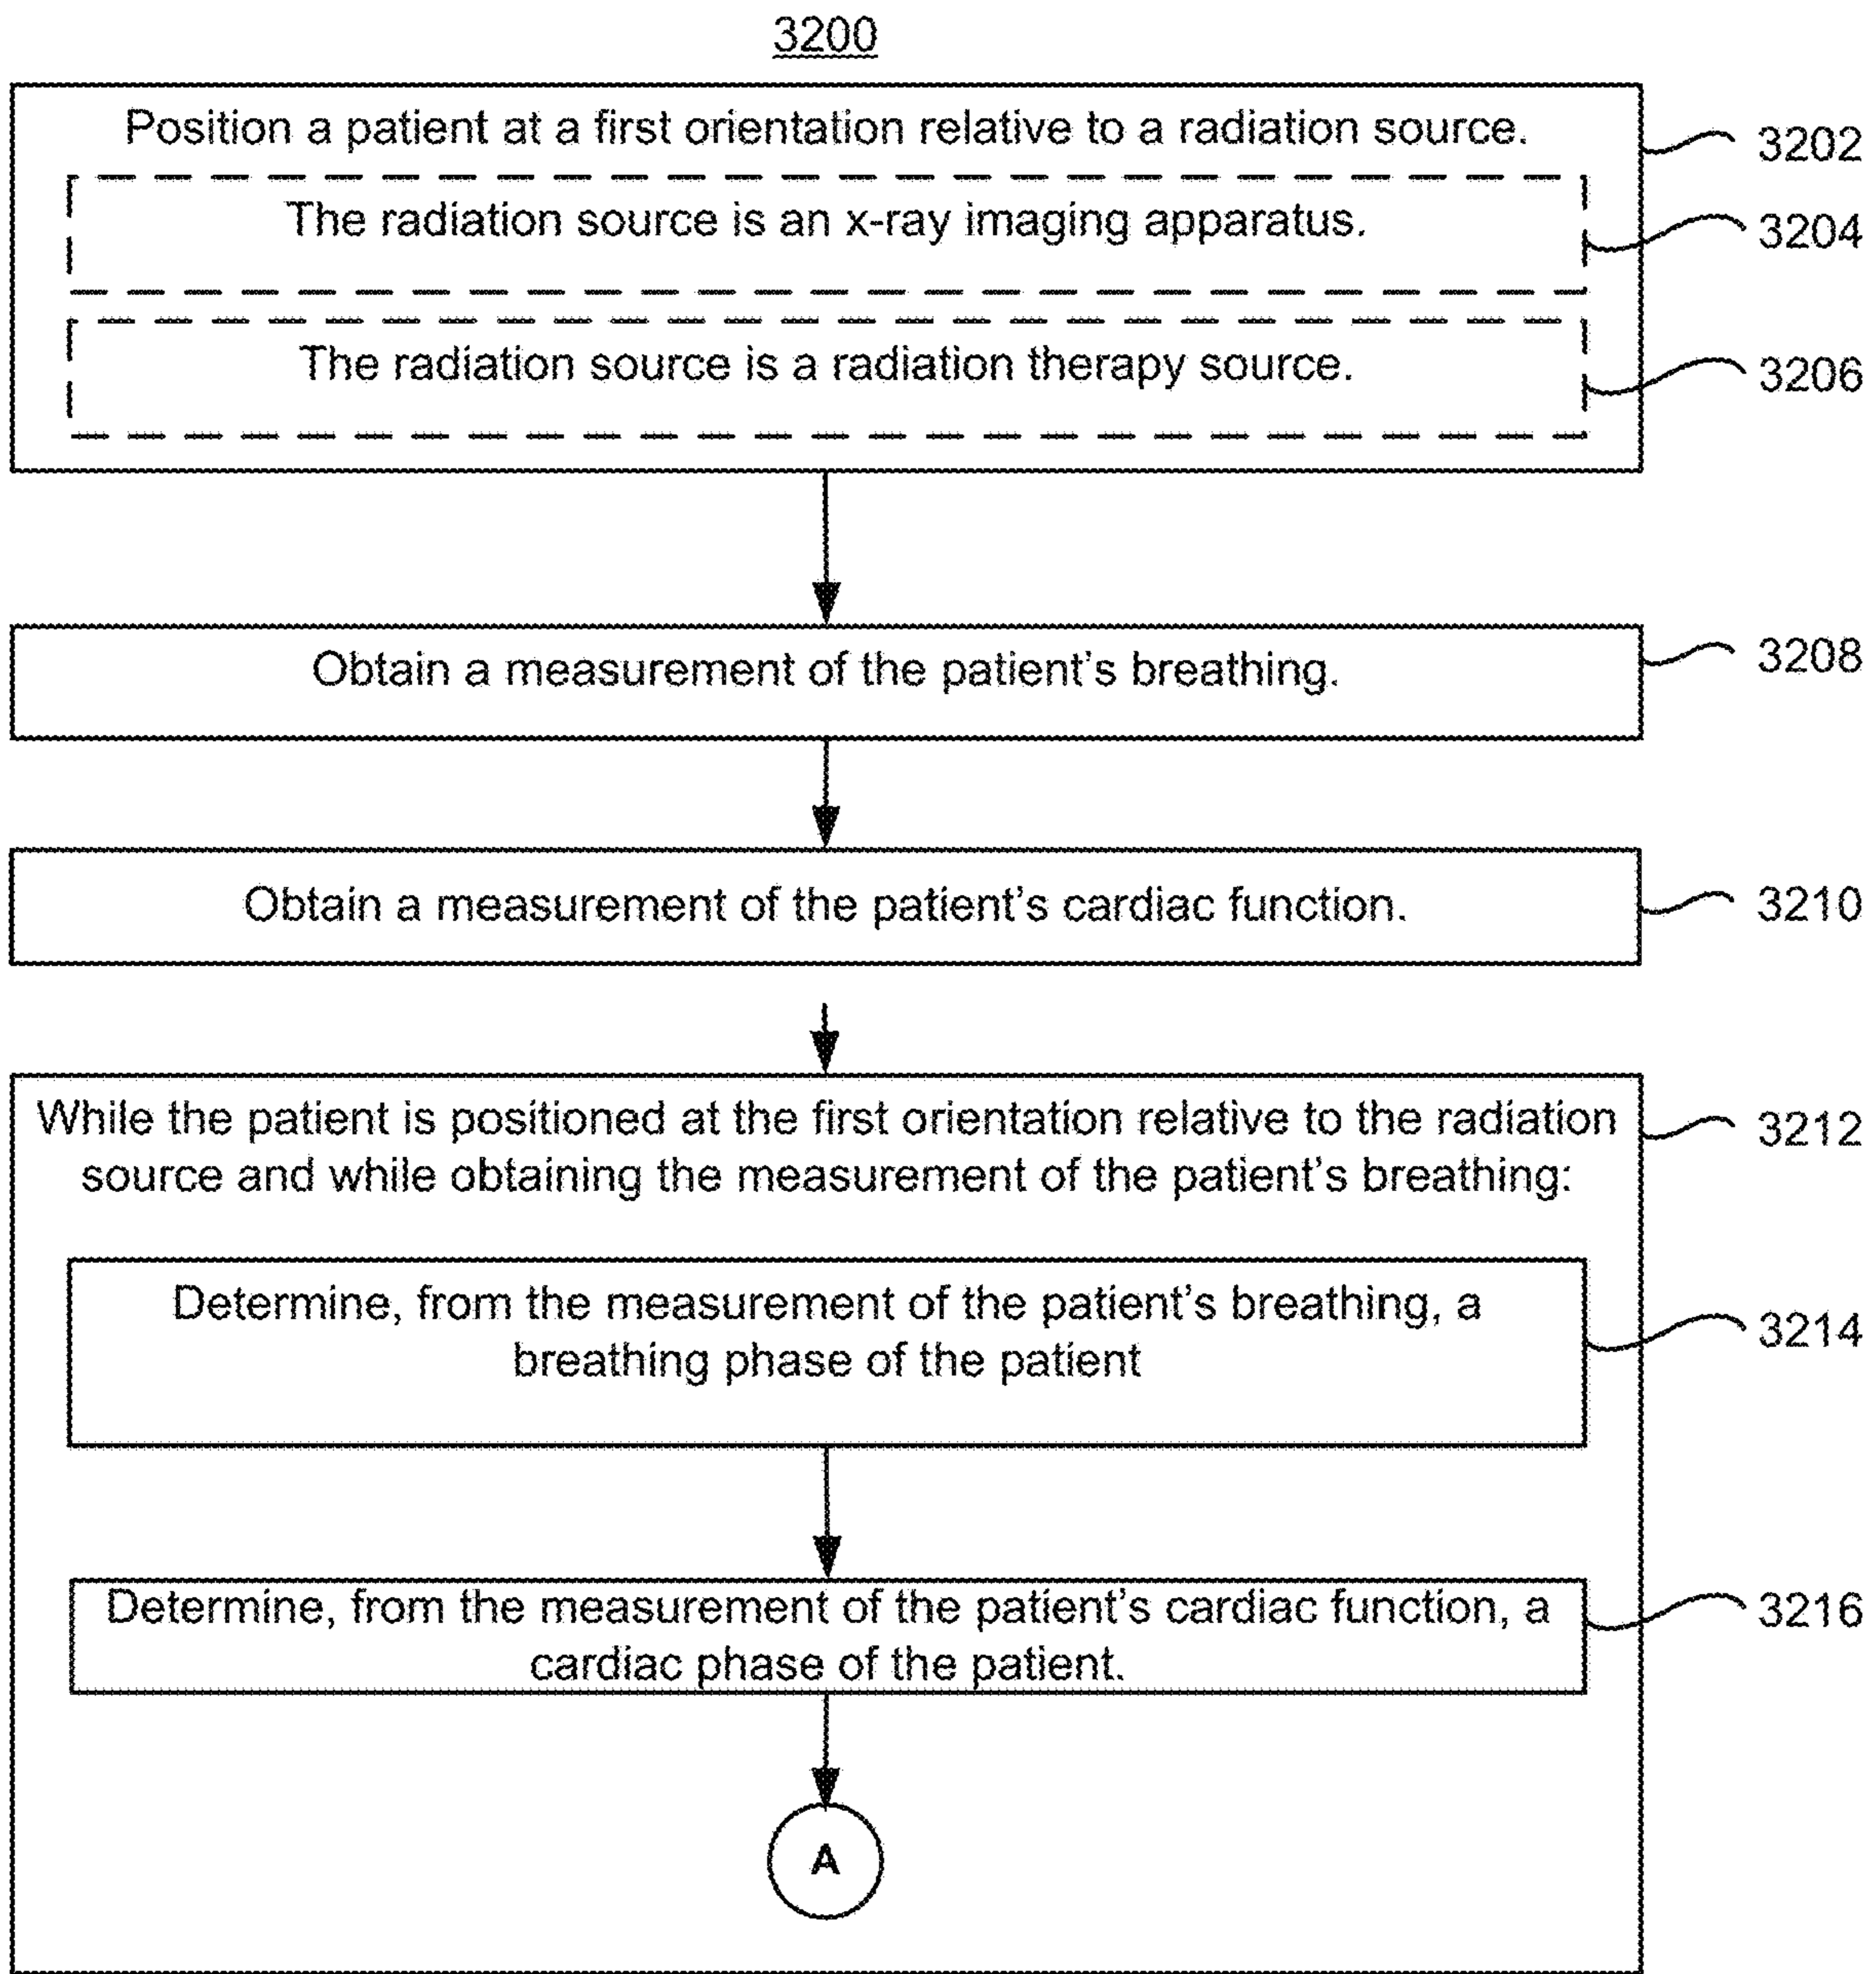 3200
Position a patient at a first orientation relative to a radiation source.
3202
The radiation source is an x-ray imaging apparatus.
3204
The radiation source is a radiation therapy source.
3206
Obtain a measurement of the patient's breathing.
3208
Obtain a measurement of the patient's cardiac function.
3210
While the patient is positioned at the first orientation relative to the radiation
source and while obtaining the measurement of the patient's breathing:
3212
Determine, from the measurement of the patient's breathing, a
breathing phase of the patient
3214
Determine, from the measurement of the patient's cardiac function, a
cardiac phase of the patient.
3216
A